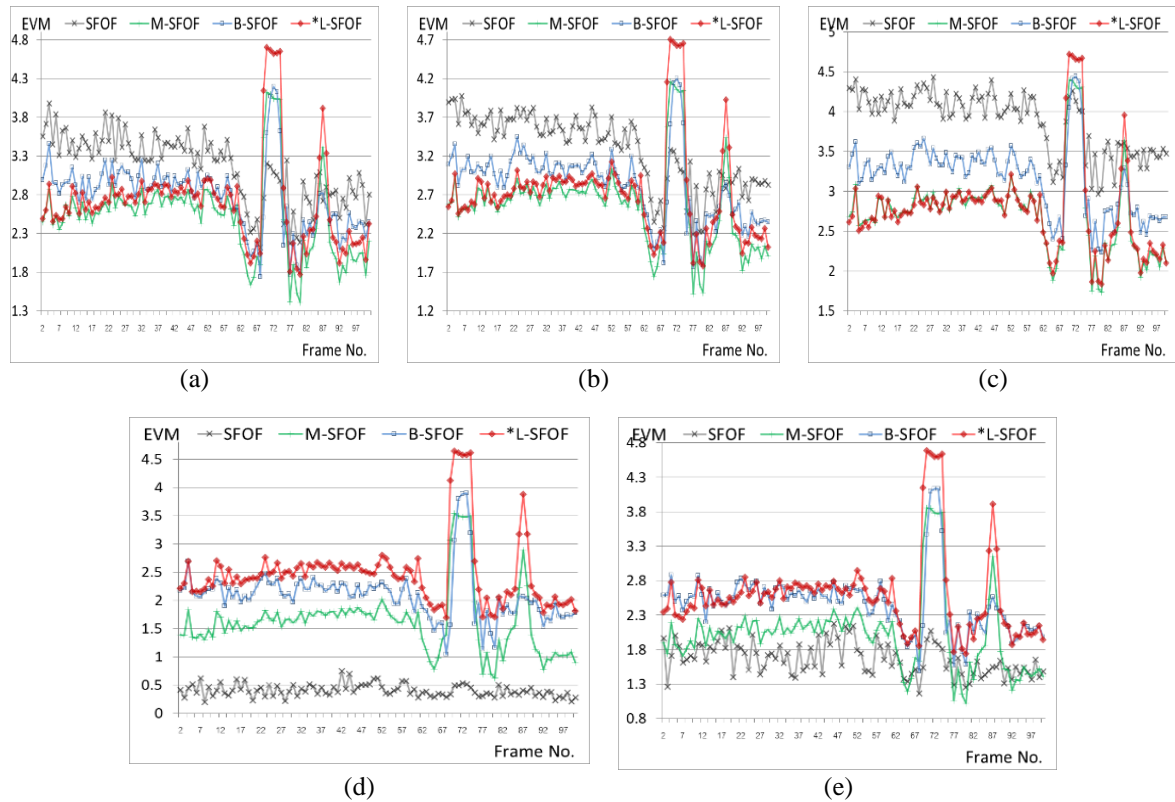 EVM SFOF M-SFOF B-SFOF *L-SFOF
4.8
4.3
3.8
3.3
2.8
2.3
1.8
1.3
2 7 12 17 22 27 32 37 42 47 52 57 62 67 72 77 82 87 92 97
Frame No.
(a)
EVM SFOF M-SFOF B-SFOF *L-SFOF
4.7
4.2
3.7
3.2
2.7
2.2
1.7
1.2
2 7 12 17 22 27 32 37 42 47 52 57 62 67 72 77 82 87 92 97
Frame No.
(b)
EVM SFOF M-SFOF B-SFOF *L-SFOF
5
4.5
4
3.5
3
2.5
2
1.5
2 7 12 17 22 27 32 37 42 47 52 57 62 67 72 77 82 87 92 97
Frame No.
(c)
EVM SFOF M-SFOF B-SFOF *L-SFOF
4.5
4
3.5
3
2.5
2
1.5
1
0.5
0
2 7 12 17 22 27 32 37 42 47 52 57 62 67 72 77 82 87 92 97
Frame No.
(d)
EVM SFOF M-SFOF B-SFOF *L-SFOF
4.8
4.3
3.8
3.3
2.8
2.3
1.8
1.3
0.8
2 7 12 17 22 27 32 37 42 47 52 57 62 67 72 77 82 87 92 97
Frame No.
(e)